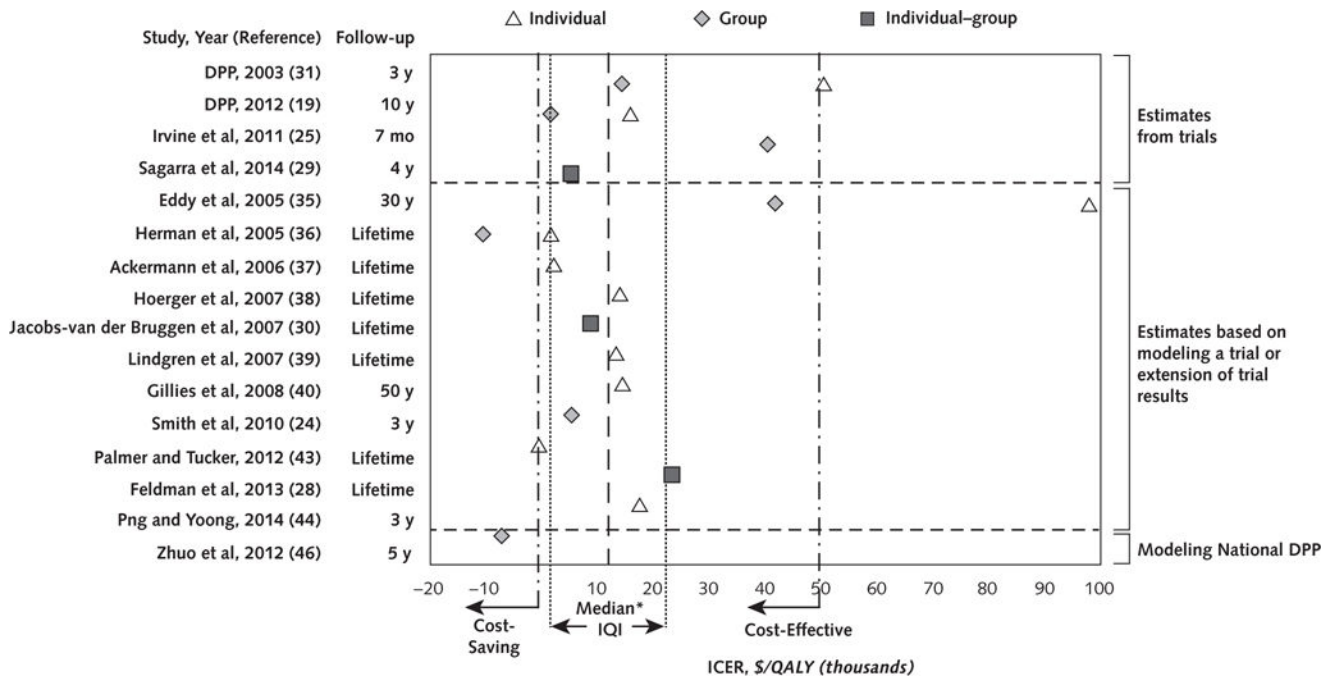 Individual Group Individual–group
Study, Year (Reference) Follow-up
DPP, 2003 (31) 3 y
DPP, 2012 (19) 10 y
Irvine et al, 2011 (25) 7 mo
Sagarra et al, 2014 (29) 4 y
Estimates
from trials
Eddy et al, 2005 (35) 30 y
Herman et al, 2005 (36) Lifetime
Ackermann et al, 2006 (37) Lifetime
Hoerger et al, 2007 (38) Lifetime
Jacobs-van der Bruggen et al, 2007 (30) Lifetime
Lindgren et al, 2007 (39) Lifetime
Gillies et al, 2008 (40) 50 y
Smith et al, 2010 (24) 3 y
Palmer and Tucker, 2012 (43) Lifetime
Feldman et al, 2013 (28) Lifetime
Png and Yoong, 2014 (44) 3 y
Estimates based on
modeling a trial or
extension of trial
results
Zhuo et al, 2012 (46) 5 y
Modeling National DPP
–20 –10 10 20 30 40 50 60 70 80 90 100
Cost-
Saving
Median*
IQI
Cost-Effective
ICER, $/QALY (thousands)